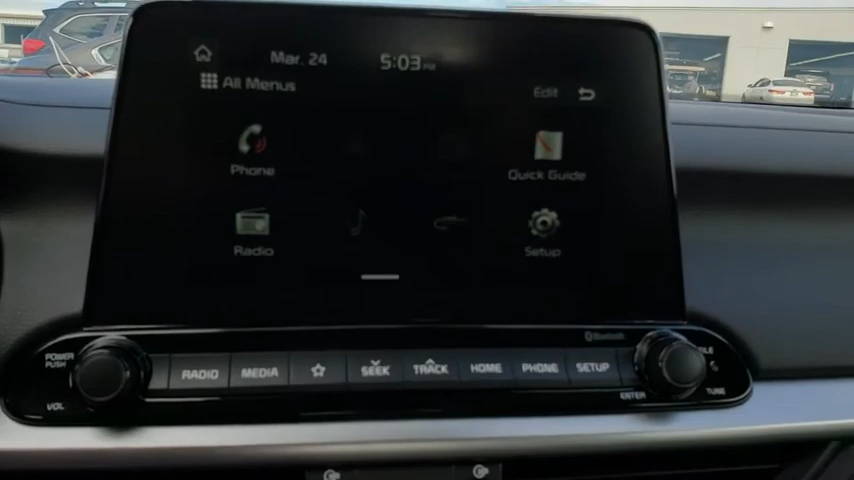 Mar. 24 5:03 PM
All Menus Edit
Phone Quick Guide
Radio Setup
Bluetooth
POWER PUSH RADIO MEDIA SEEK TRACK HOME PHONE SETUP
VOL ENTER TUNE